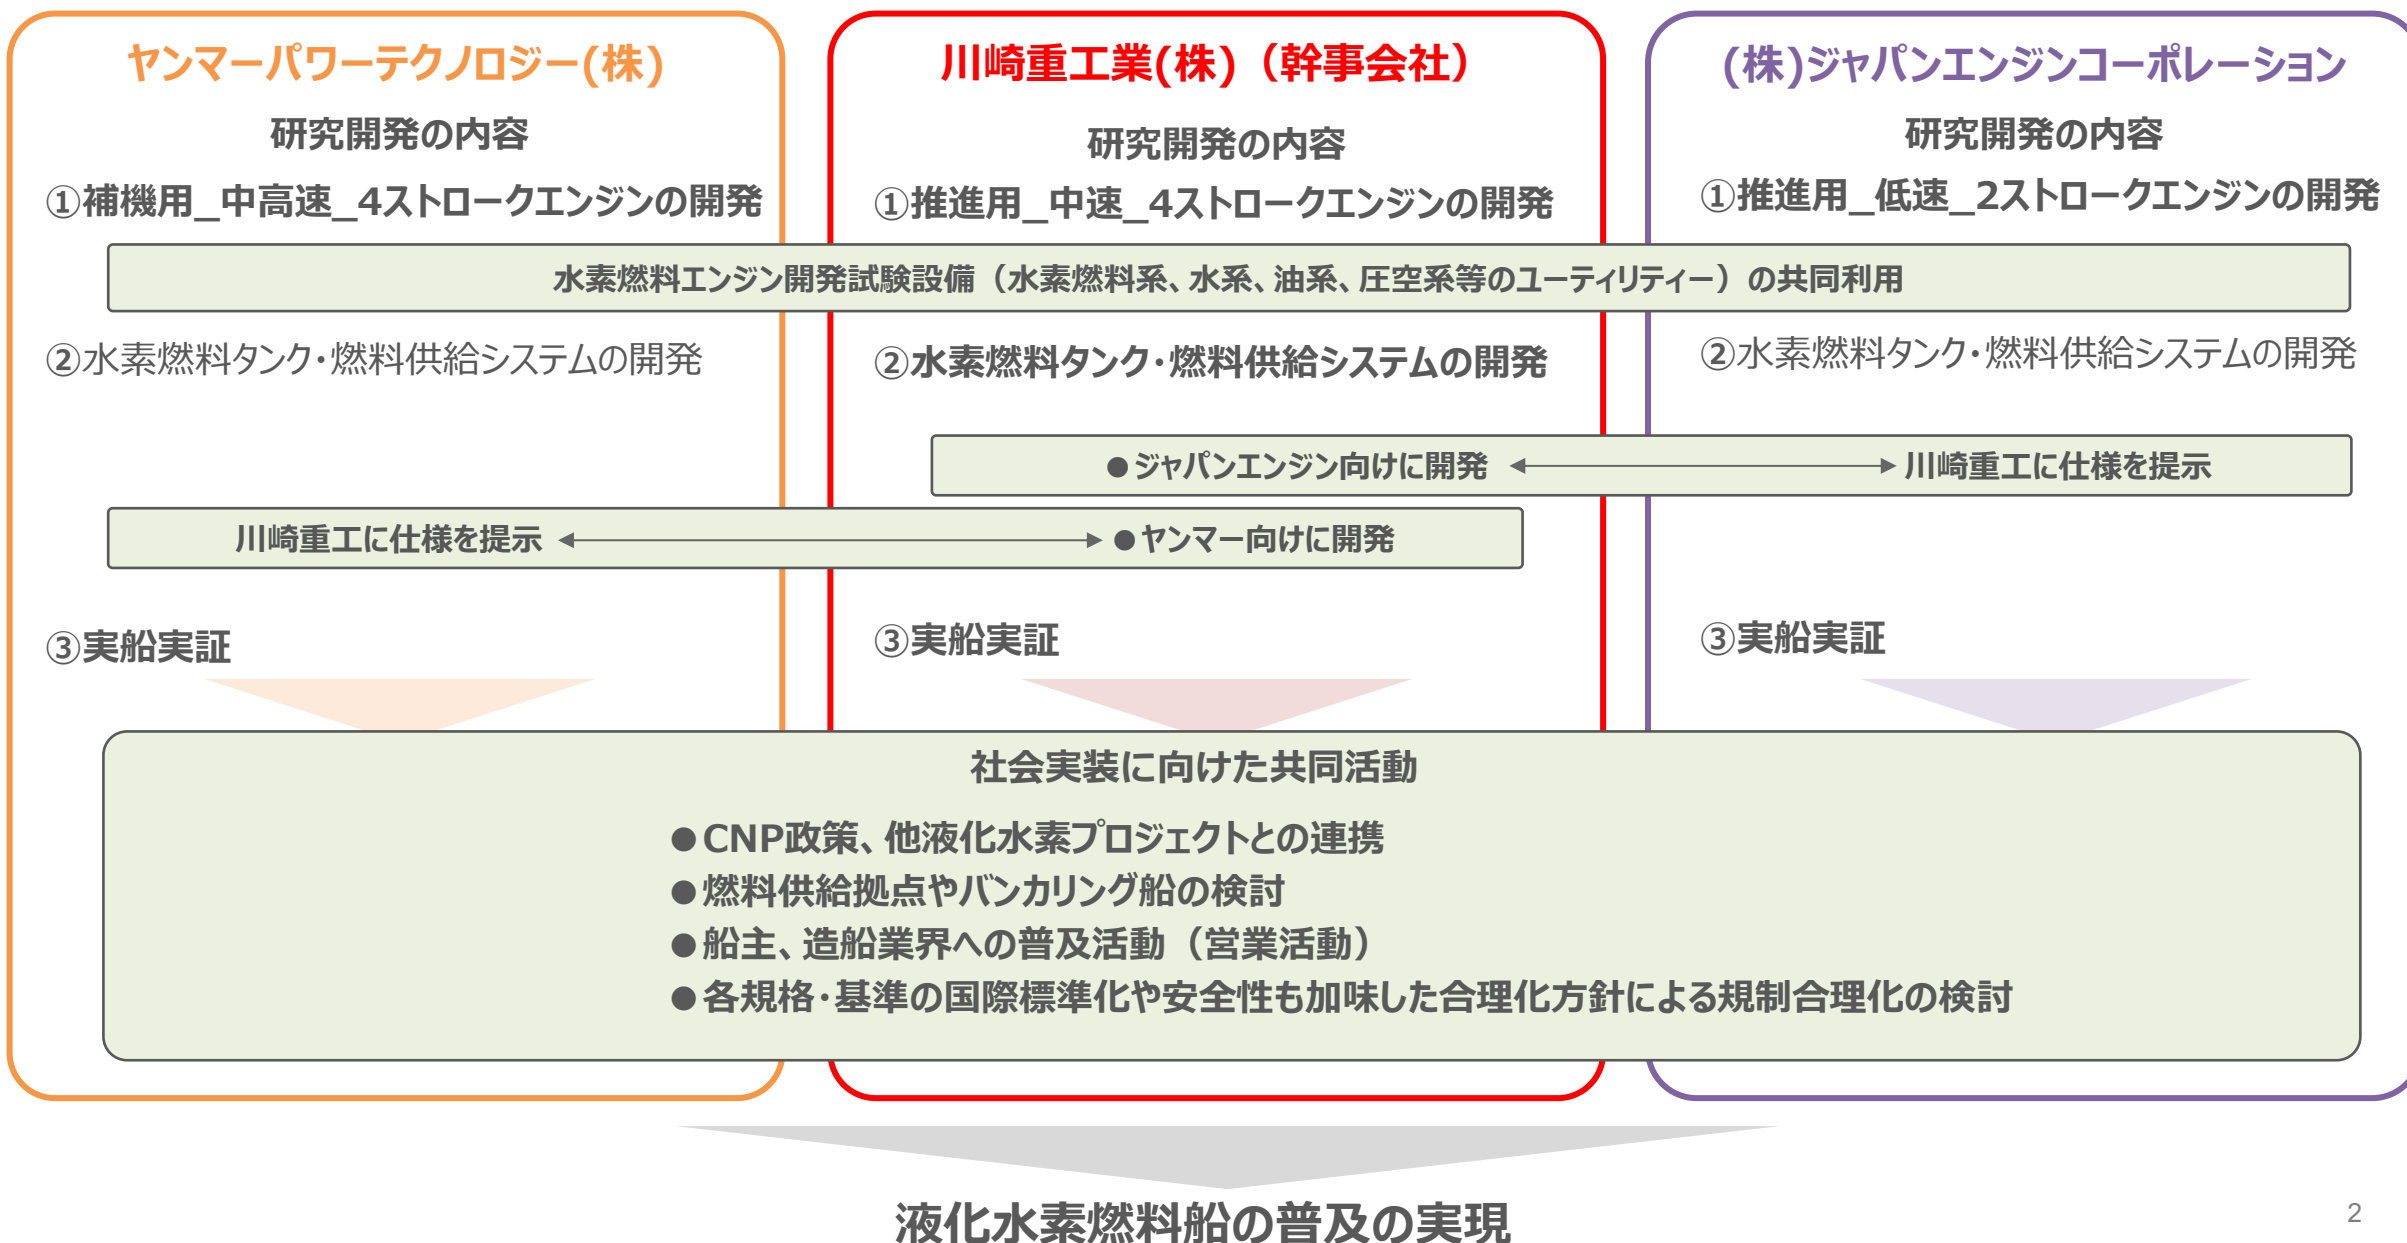 ヤンマーパワーテクノロジー(株)
研究開発の内容
①補機用_中高速_4ストロークエンジンの開発
川崎重工業(株)（幹事会社）
研究開発の内容
①推進用_中速_4ストロークエンジンの開発
(株)ジャパンエンジンコーポレーション
研究開発の内容
①推進用_低速_2ストロークエンジンの開発
水素燃料エンジン開発試験設備（水素燃料系、水系、油系、圧空系等のユーティリティー）の共同利用
②水素燃料タンク・燃料供給システムの開発
②水素燃料タンク・燃料供給システムの開発
②水素燃料タンク・燃料供給システムの開発
●ジャパンエンジン向けに開発
川崎重工に仕様を提示
川崎重工に仕様を提示
●ヤンマー向けに開発
③実船実証
③実船実証
③実船実証
社会実装に向けた共同活動
●CNP政策、他液化水素プロジェクトとの連携
●燃料供給拠点やバンカリング船の検討
●船主、造船業界への普及活動（営業活動）
●各規格・基準の国際標準化や安全性も加味した合理化方針による規制合理化の検討
液化水素燃料船の普及の実現
2